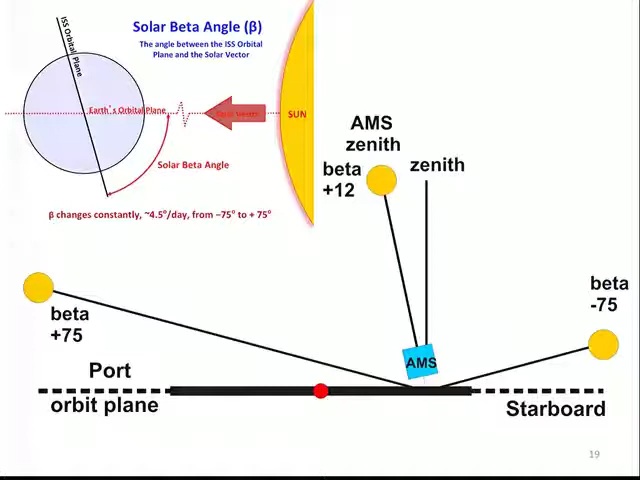 Solar Beta Angle (β)
The angle between the ISS Orbital
Plane and the Solar Vector
ISS Orbital Plane
Earth's Orbital Plane
SUN
Solar Beta Angle
β changes constantly, ~4.5°/day, from −75° to + 75°
AMS
zenith
beta
+12
zenith
beta
-75
beta
+75
AMS
Port
orbit plane
Starboard
19